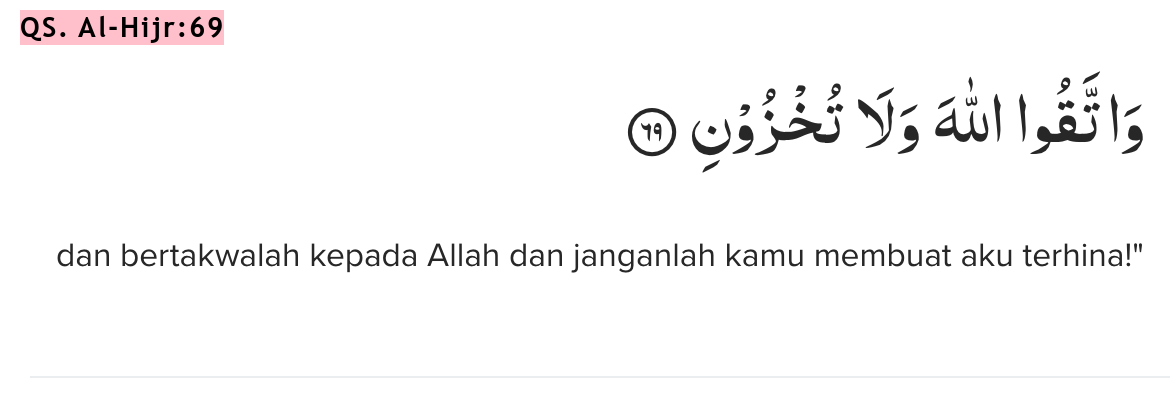 QS. Al-Hijr:69
وَاتَّقُوا اللّٰهَ وَلَا تُخْزُوْنِ ٦٩
dan bertakwalah kepada Allah dan janganlah kamu membuat aku terhina!"